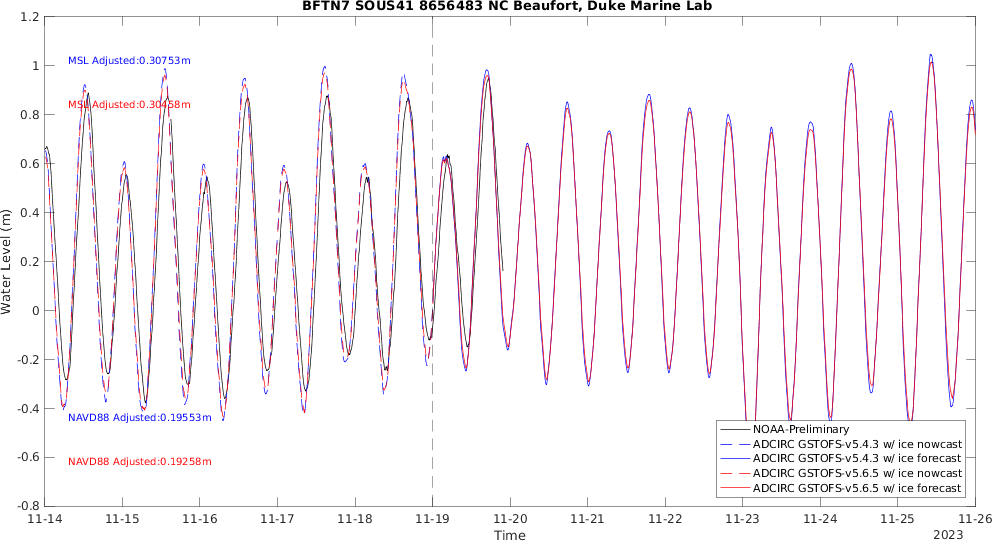 BFTN7 SOUS41 8656483 NC Beaufort, Duke Marine Lab
1.2
1
0.8
0.6
0.4
0.2
0
-0.2
-0.4
-0.6
-0.8
Water Level (m)
MSL Adjusted:0.30753m
MSL Adjusted:0.30458m
NAVD88 Adjusted:0.19553m
NAVD88 Adjusted:0.19258m
NOAA-Preliminary
ADCIRC GSTOFS-v5.4.3 w/ ice nowcast
ADCIRC GSTOFS-v5.4.3 w/ ice forecast
ADCIRC GSTOFS-v5.6.5 w/ ice nowcast
ADCIRC GSTOFS-v5.6.5 w/ ice forecast
11-14 11-15 11-16 11-17 11-18 11-19 11-20 11-21 11-22 11-23 11-24 11-25 11-26
Time
2023